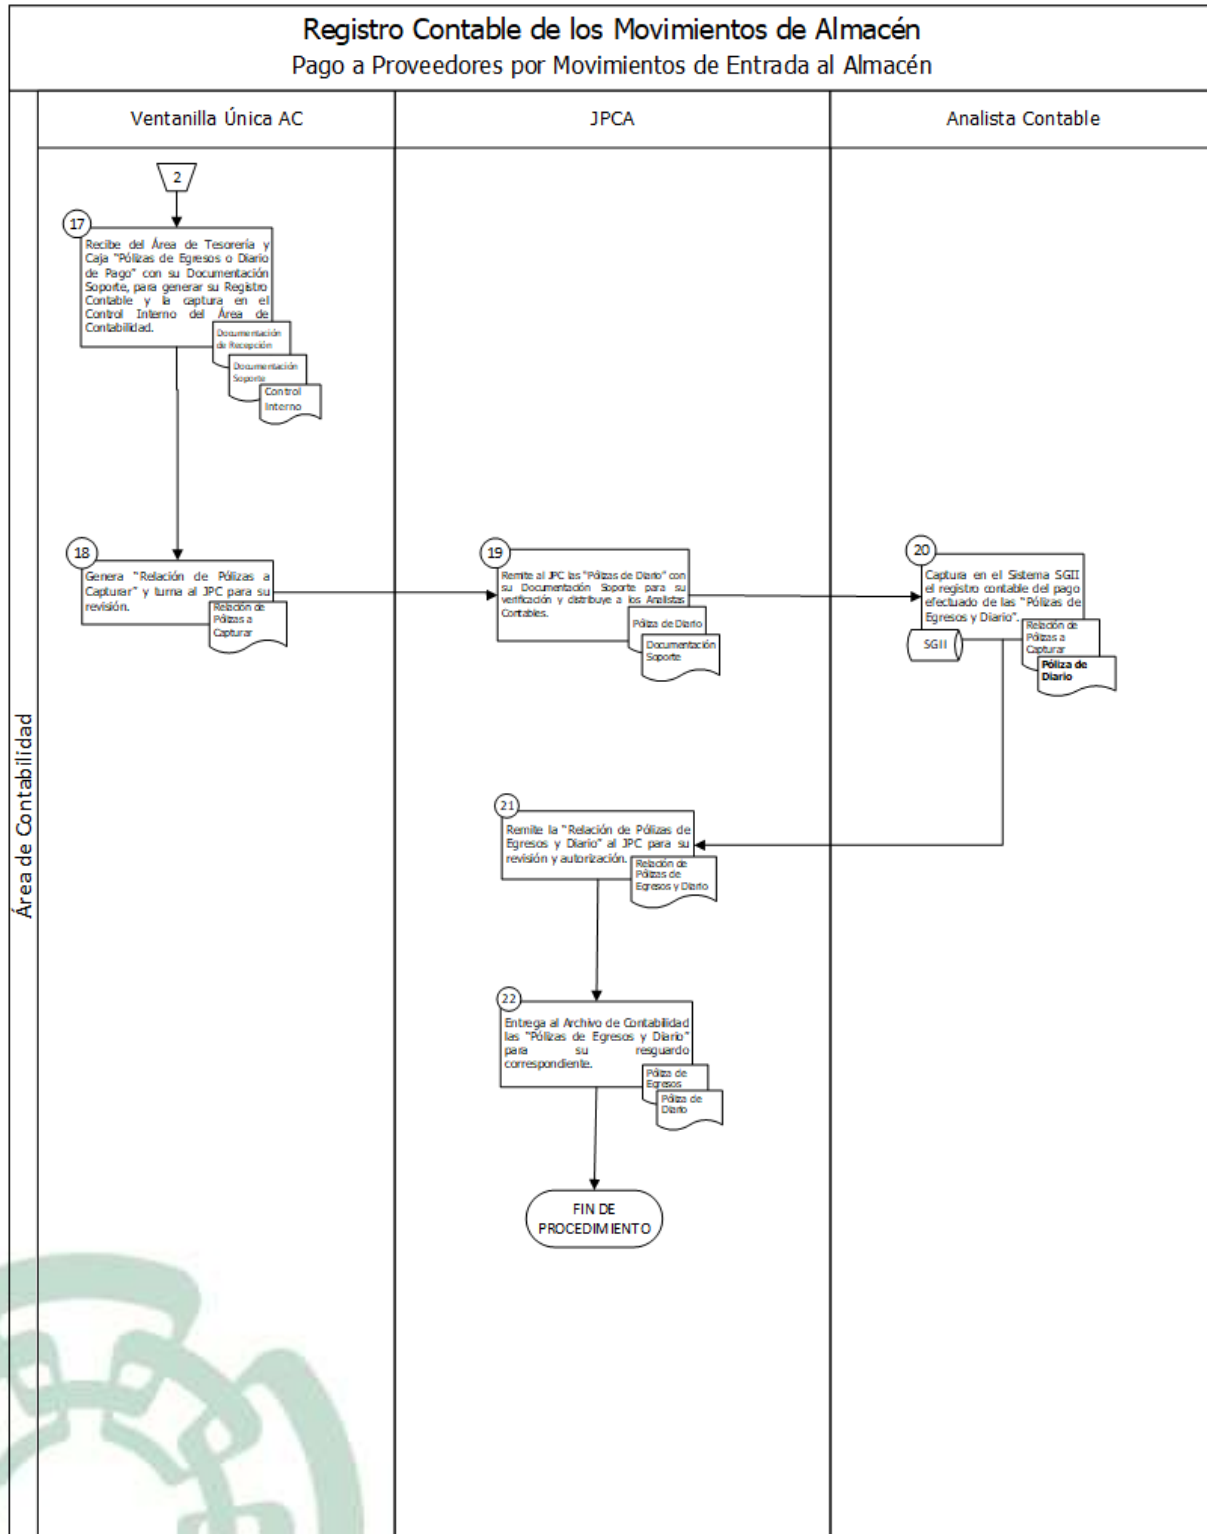 Registro Contable de los Movimientos de Almacén
Pago a Proveedores por Movimientos de Entrada al Almacén
Área de Contabilidad
Ventanilla Única AC
JPCA
Analista Contable
2
17
Recibe del Área de Tesorería y
Caja "Pólizas de Egresos o Diario
de Pago" con su Documentación
Soporte, para generar su Registro
Contable y la captura en el
Control Interno del Área de
Contabilidad.
Documentación
de Recepción
Documentación
Soporte
Control
Interno
18
Genera "Relación de Pólizas a
Capturar" y turna al JPC para su
revisión.
Relación de
Pólizas a
Capturar
19
Remite al JPC las "Pólizas de Diario" con
su Documentación Soporte para su
verificación y distribuye a los Analistas
Contables.
Póliza de Diario
Documentación
Soporte
20
Captura en el Sistema SGII
el registro contable del pago
efectuado de las "Pólizas de
Egresos y Diario".
SGII
Relación de
Pólizas a
Capturar
Póliza de
Diario
21
Remite la "Relación de Pólizas de
Egresos y Diario" al JPC para su
revisión y autorización.
Relación de
Pólizas de
Egresos y Diario
22
Entrega al Archivo de Contabilidad
las "Pólizas de Egresos y Diario"
para su resguardo
correspondiente.
Póliza de
Egresos
Póliza de
Diario
FIN DE
PROCEDIMIENTO